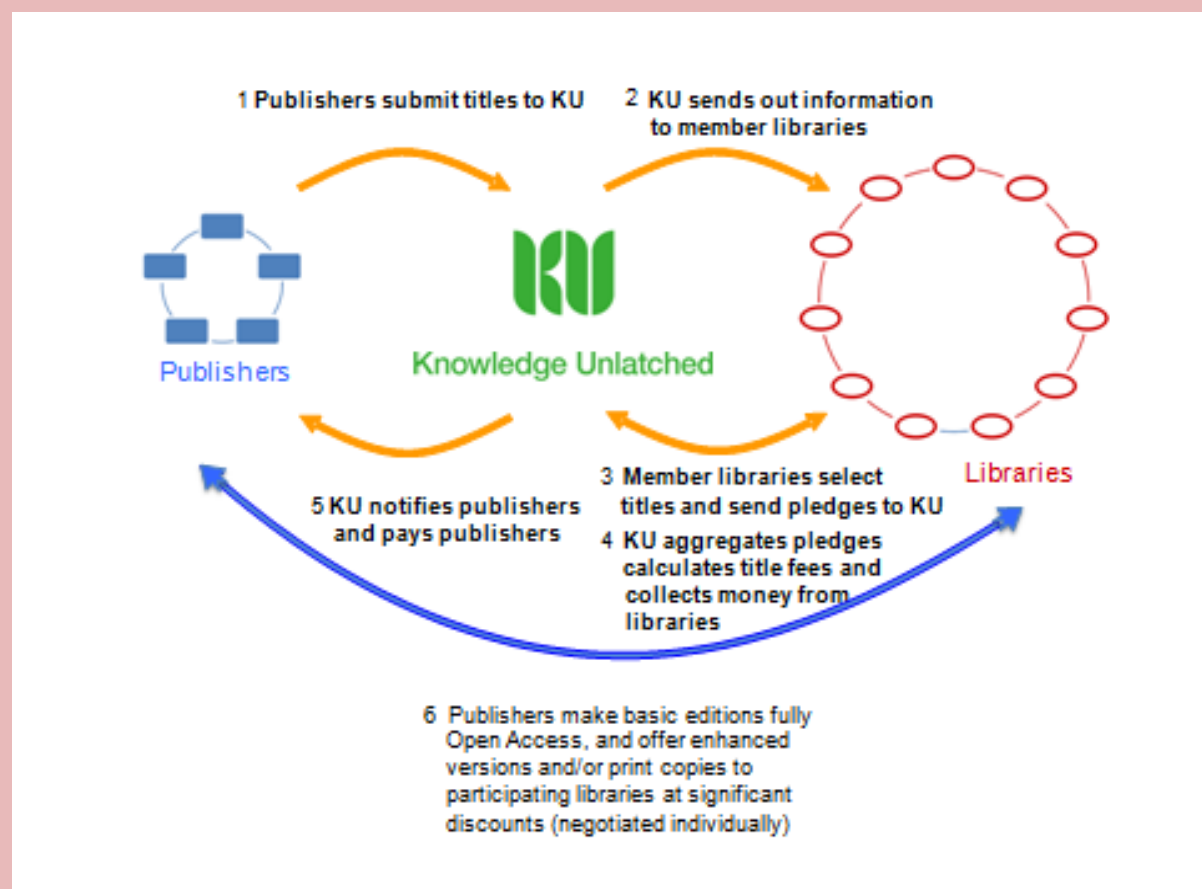 1 Publishers submit titles to KU
2 KU sends out information
to member libraries
KU
Knowledge Unlatched
Publishers
Libraries
3 Member libraries select
titles and send pledges to KU
4 KU aggregates pledges
calculates title fees and
collects money from
libraries
5 KU notifies publishers
and pays publishers
6 Publishers make basic editions fully
Open Access, and offer enhanced
versions and/or print copies to
participating libraries at significant
discounts (negotiated individually)